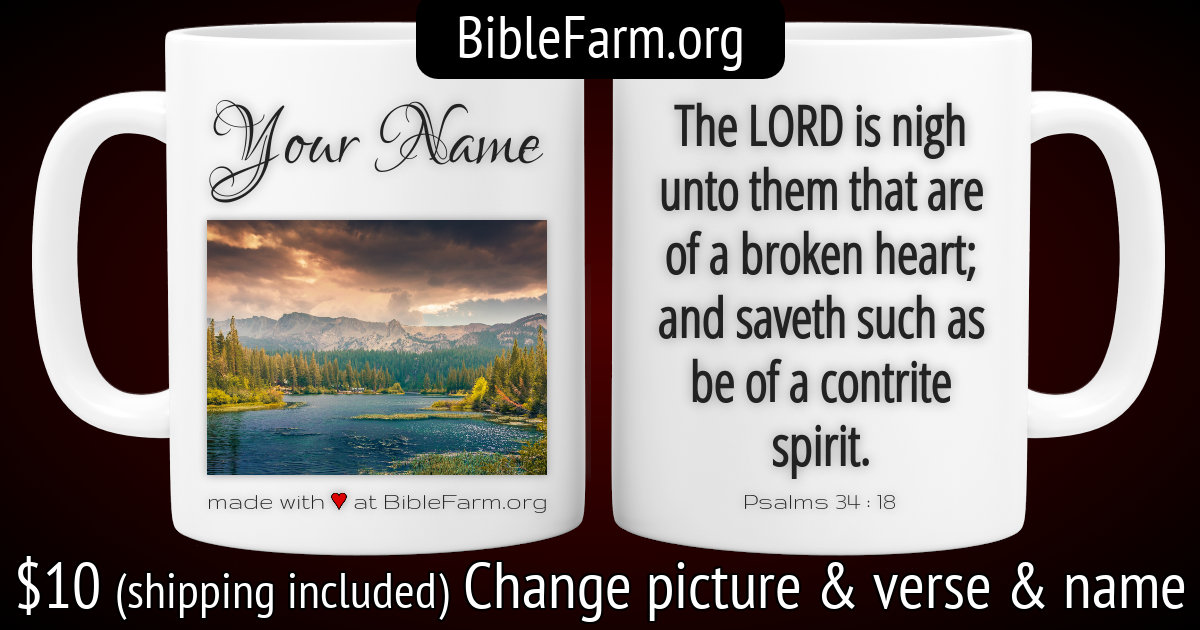 BibleFarm.org
Your Name
made with ♥ at BibleFarm.org
The LORD is nigh
unto them that are
of a broken heart;
and saveth such as
be of a contrite
spirit.
Psalms 34 : 18
$10 (shipping included) Change picture & verse & name